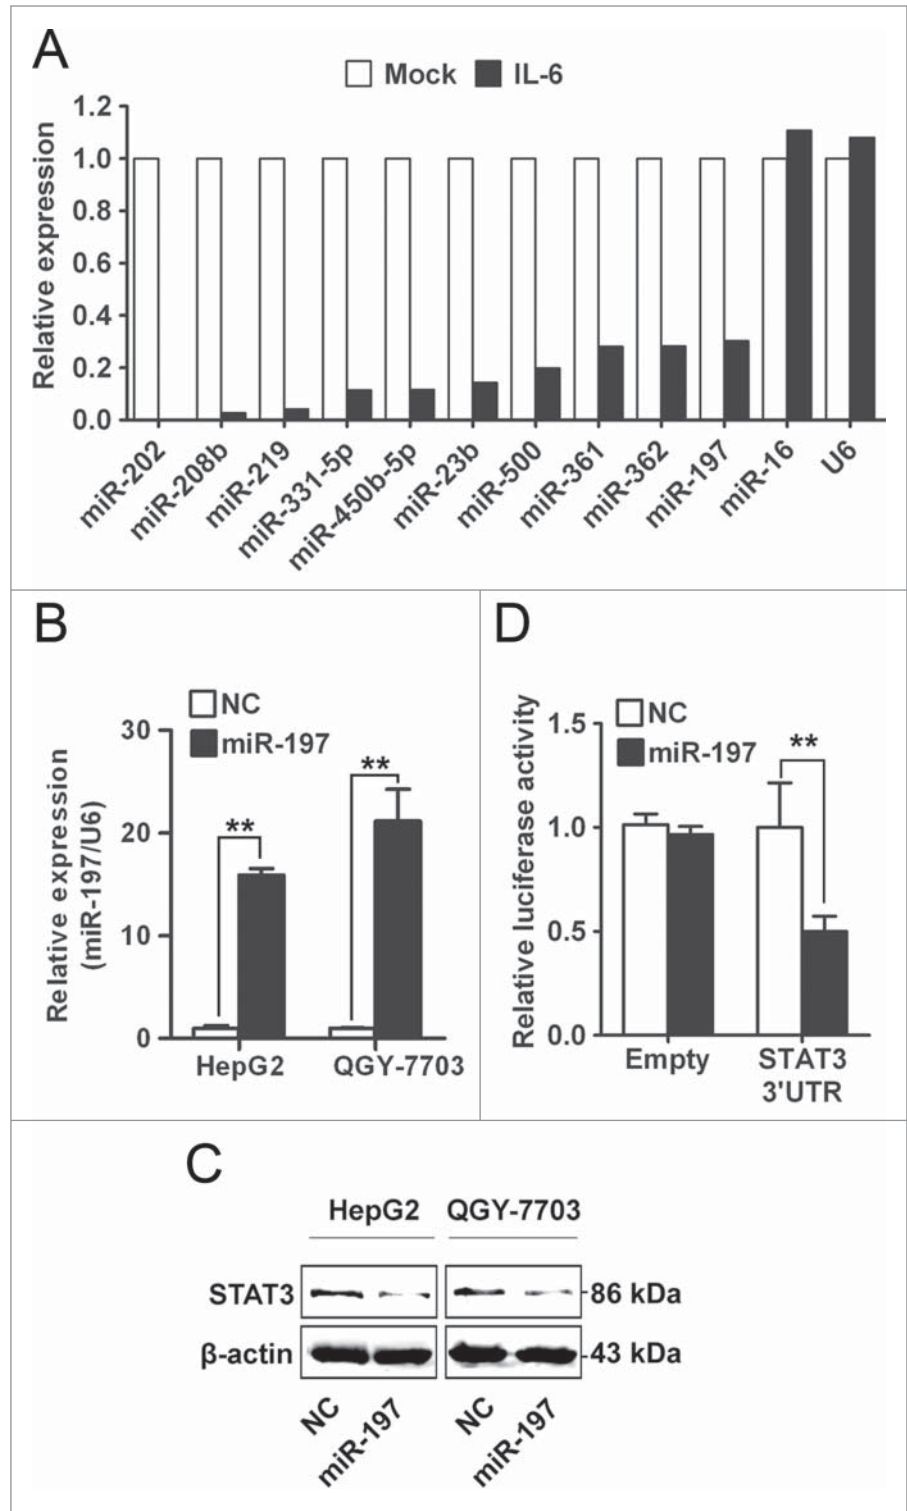 A
Mock IL-6
Relative expression
1.2
1.0
0.8
0.6
0.4
0.2
0.0
miR-202
miR-208b
miR-219
miR-331-5p
miR-450b-5p
miR-23b
miR-500
miR-361
miR-362
miR-197
miR-16
U6
B
NC
miR-197
Relative expression
(miR-197/U6)
30
20
10
0
**
**
HepG2 QGY-7703
D
NC
miR-197
Relative luciferase activity
1.5
1.0
0.5
0.0
**
Empty STAT3
3'UTR
C
HepG2 QGY-7703
STAT3 86 kDa
β-actin 43 kDa
NC
miR-197
NC
miR-197